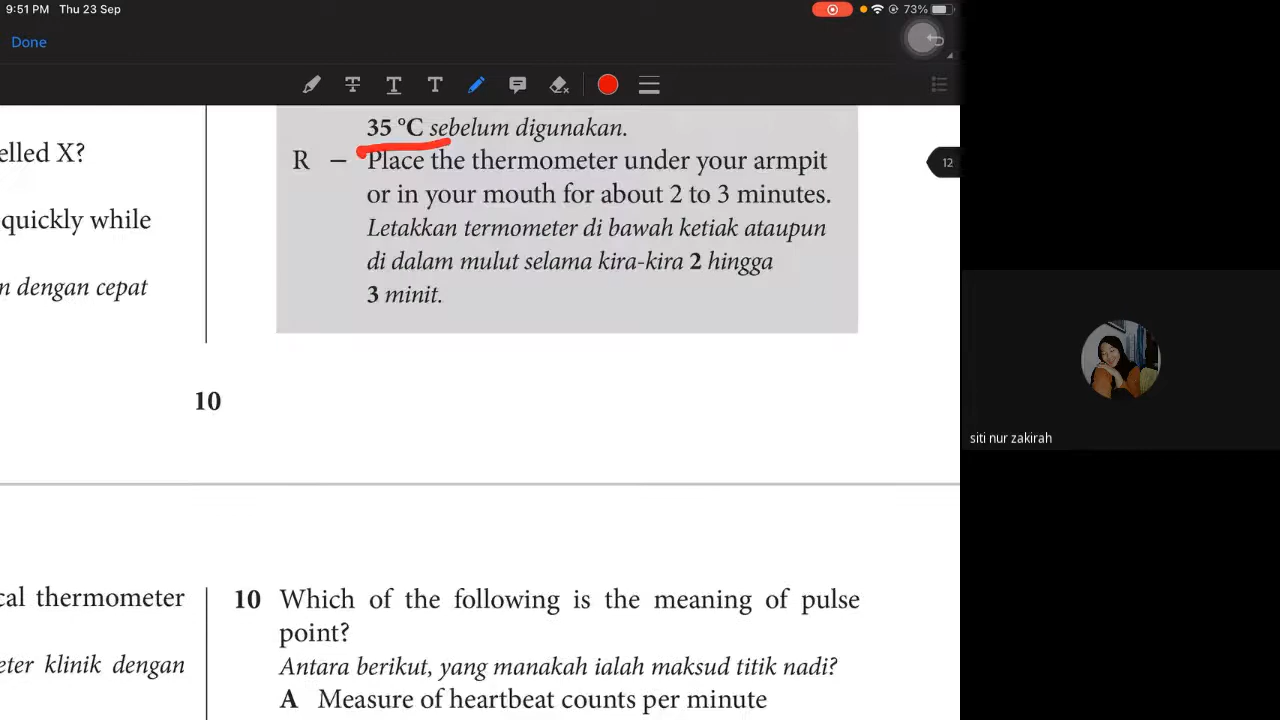 9:51 PM Thu 23 Sep
73%
Done
elled X?
quickly while
n dengan cepat
35 °C sebelum digunakan.
R – Place the thermometer under your armpit
or in your mouth for about 2 to 3 minutes.
Letakkan termometer di bawah ketiak ataupun
di dalam mulut selama kira-kira 2 hingga
3 minit.
12
10
siti nur zakirah
cal thermometer
eter klinik dengan
10 Which of the following is the meaning of pulse
point?
Antara berikut, yang manakah ialah maksud titik nadi?
A Measure of heartbeat counts per minute